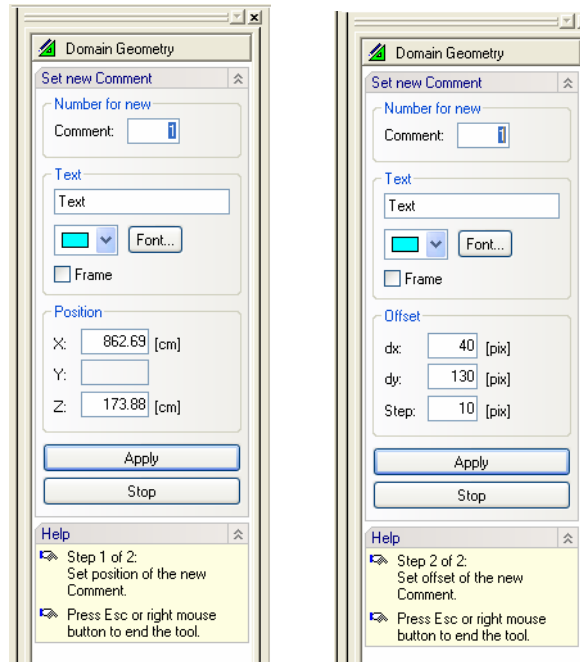 Domain Geometry
Set new Comment
Number for new
Comment: 1
Text
Text
Font...
Frame
Position
X: 862.69 [cm]
Y:
Z: 173.88 [cm]
Apply
Stop
Help
Step 1 of 2:
Set position of the new
Comment.
Press Esc or right mouse
button to end the tool.
Domain Geometry
Set new Comment
Number for new
Comment: 1
Text
Text
Font...
Frame
Offset
dx: 40 [pix]
dy: 130 [pix]
Step: 10 [pix]
Apply
Stop
Help
Step 2 of 2:
Set offset of the new
Comment.
Press Esc or right mouse
button to end the tool.